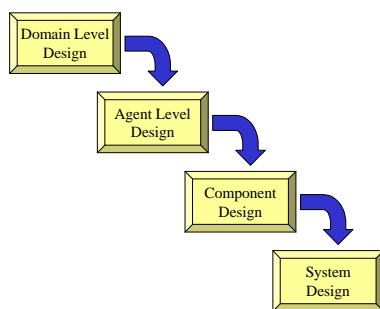 Domain Level
Design
Agent Level
Design
Component
Design
System
Design